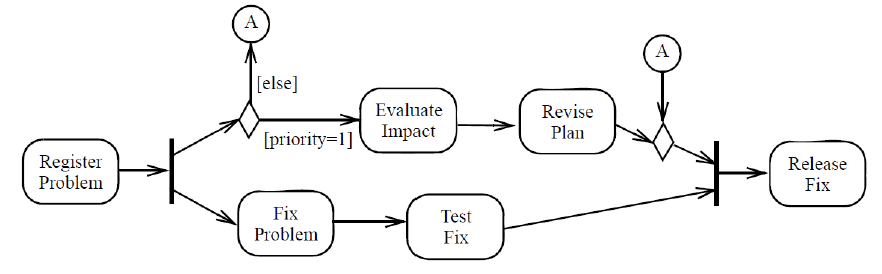 A
[else]
[priority=1]
Evaluate
Impact
Revise
Plan
A
Register
Problem
Release
Fix
Fix
Problem
Test
Fix